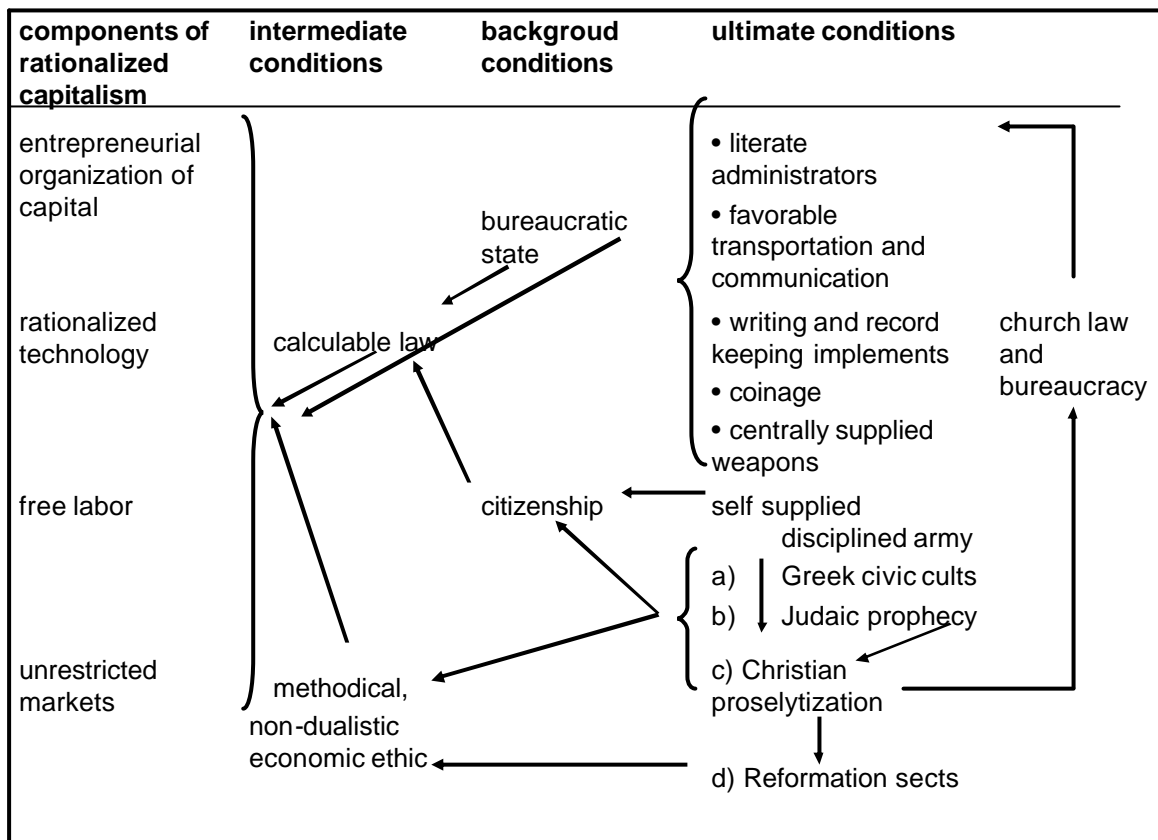 components of
rationalized
capitalism
intermediate
conditions
backgroud
conditions
ultimate conditions
entrepreneurial
organization of
capital
rationalized
technology
free labor
unrestricted
markets
calculable law
methodical,
non-dualistic
economic ethic
bureaucratic
state
citizenship
• literate
administrators
• favorable
transportation and
communication
• writing and record
keeping implements
• coinage
• centrally supplied
weapons
self supplied
disciplined army
a) Greek civic cults
b) Judaic prophecy
c) Christian
proselytization
d) Reformation sects
church law
and
bureaucracy